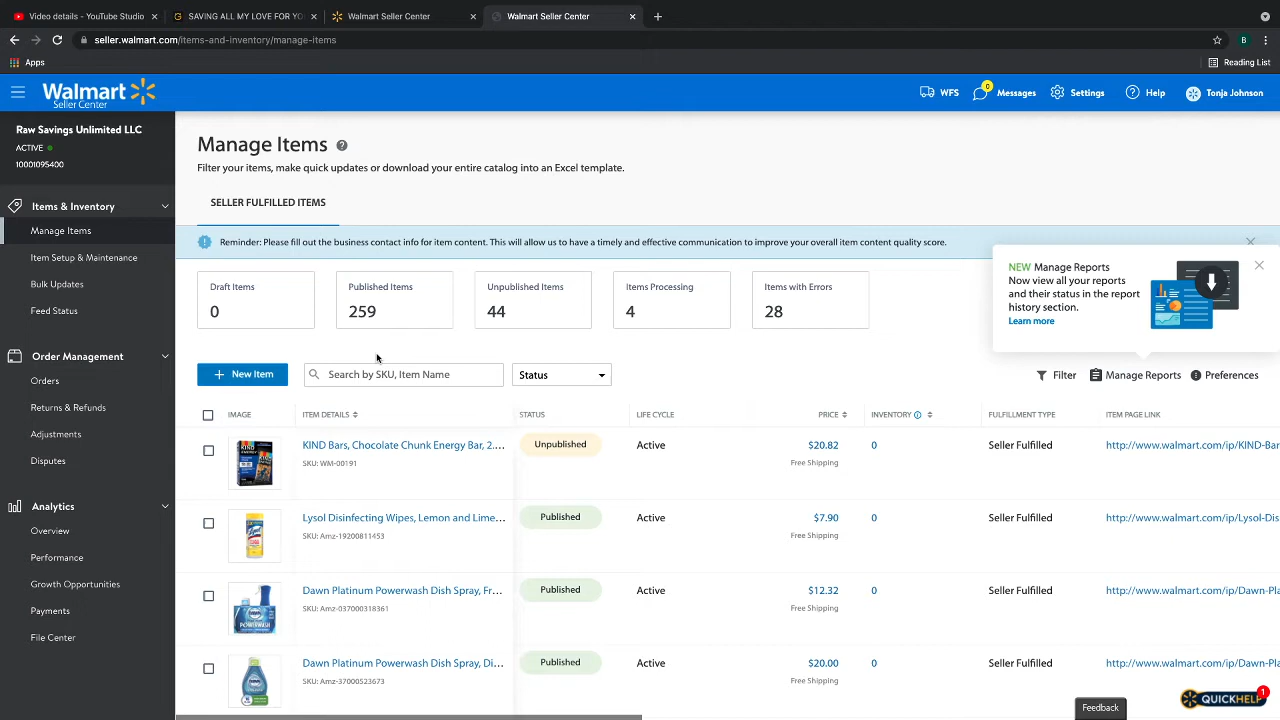 Video details - YouTube Studio
SAVING ALL MY LOVE FOR YO
Walmart Seller Center
Walmart Seller Center
seller.walmart.com/items-and-inventory/manage-items
B
Apps
Reading List
Walmart
Seller Center
WFS
0
Messages
Settings
Help
Tonja Johnson
Raw Savings Unlimited LLC
ACTIVE
10001095400
Items & Inventory
Manage Items
Item Setup & Maintenance
Bulk Updates
Feed Status
Order Management
Orders
Returns & Refunds
Adjustments
Disputes
Analytics
Overview
Performance
Growth Opportunities
Payments
File Center
Manage Items
Filter your items, make quick updates or download your entire catalog into an Excel template.
SELLER FULFILLED ITEMS
Reminder: Please fill out the business contact info for item content. This will allow us to have a timely and effective communication to improve your overall item content quality score.
NEW Manage Reports
Now view all your reports
and their status in the report
history section.
Learn more
Draft Items
0
Published Items
259
Unpublished Items
44
Items Processing
4
Items with Errors
28
+ New Item
Search by SKU, Item Name
Status
Filter
Manage Reports
Preferences
IMAGE ITEM DETAILS STATUS LIFE CYCLE PRICE INVENTORY FULFILLMENT TYPE ITEM PAGE LINK
KIND Bars, Chocolate Chunk Energy Bar, 2.... Unpublished Active $20.82 0 Seller Fulfilled http://www.walmart.com/ip/KIND-Bar
SKU: WM-00191 Free Shipping
Lysol Disinfecting Wipes, Lemon and Lime... Published Active $7.90 0 Seller Fulfilled http://www.walmart.com/ip/Lysol-Dis
SKU: Amz-19200811453 Free Shipping
Dawn Platinum Powerwash Dish Spray, Fr... Published Active $12.32 0 Seller Fulfilled http://www.walmart.com/ip/Dawn-Pla
SKU: Amz-037000318361 Free Shipping
Dawn Platinum Powerwash Dish Spray, Di... Published Active $20.00 0 Seller Fulfilled http://www.walmart.com/ip/Dawn-Pla
SKU: Amz-37000523673 Free Shipping
QUICKHELP
1
Feedback